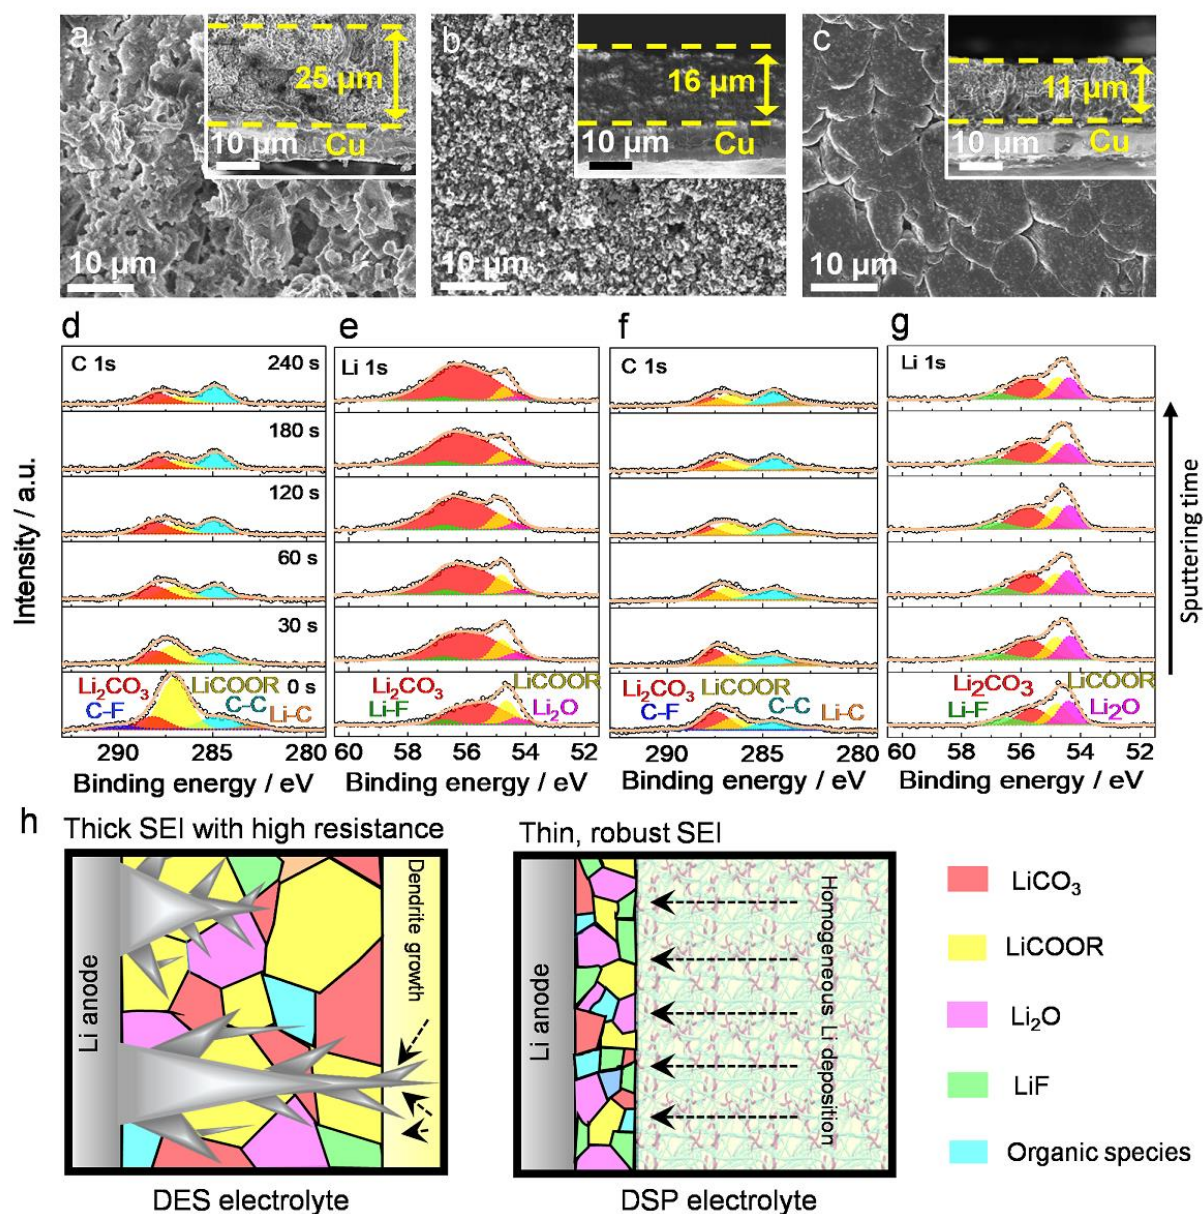 a
25 μm
Cu
10 μm
10 μm
b
16 μm
Cu
10 μm
10 μm
c
11 μm
Cu
10 μm
10 μm
d
e
f
g
C 1s
240 s
Li 1s
C 1s
Li 1s
180 s
120 s
60 s
30 s
0 s
Li₂CO₃
LiCOOR
C-F
C-C
Li-C
Li₂CO₃
LiCOOR
Li-F
Li₂O
Li₂CO₃
LiCOOR
C-F
C-C
Li-C
Li₂CO₃
LiCOOR
Li-F
Li₂O
Intensity / a.u.
Sputtering time
290 285 280
60 58 56 54 52
290 285 280
60 58 56 54 52
Binding energy / eV
Binding energy / eV
Binding energy / eV
Binding energy / eV
h
Thick SEI with high resistance
Li anode
Dendrite growth
DES electrolyte
Thin, robust SEI
Li anode
Homogeneous Li deposition
DSP electrolyte
LiCO₃
LiCOOR
Li₂O
LiF
Organic species